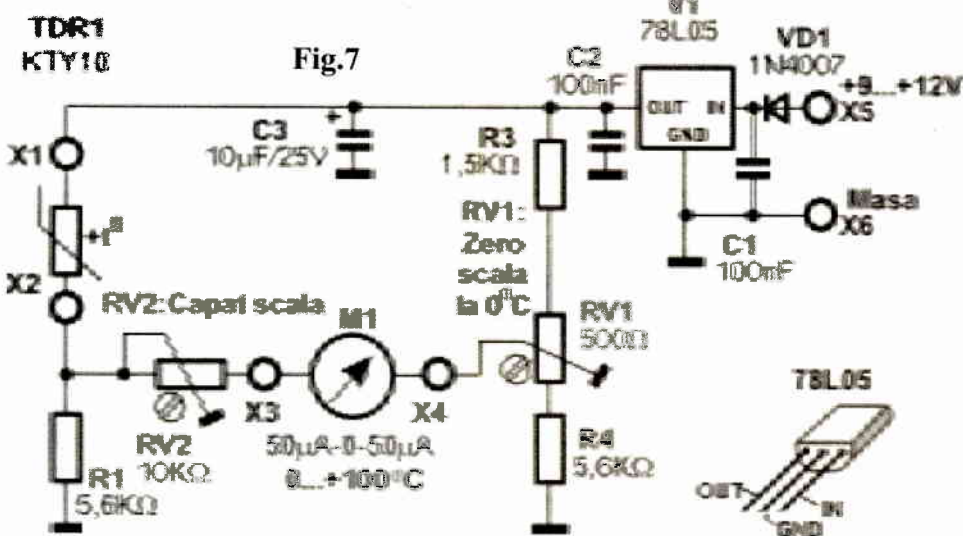 TDR1
KTY10
Fig.7
78L05
VD1
1N4007
C2
100nF
+9...+12V
X5
OUT
IN
GND
C3
+
10µF/25V
R3
1,5KΩ
X1
Masa
X6
RV1:
Zero
scala
la 0°C
C1
100nF
+t°
X2
RV2:Capat scala
M1
RV1
500Ω
X3
X4
78L05
RV2
10KΩ
50µA-0-50µA
0...+100°C
R1
5,6KΩ
R4
5,6KΩ
OUT
IN
GND